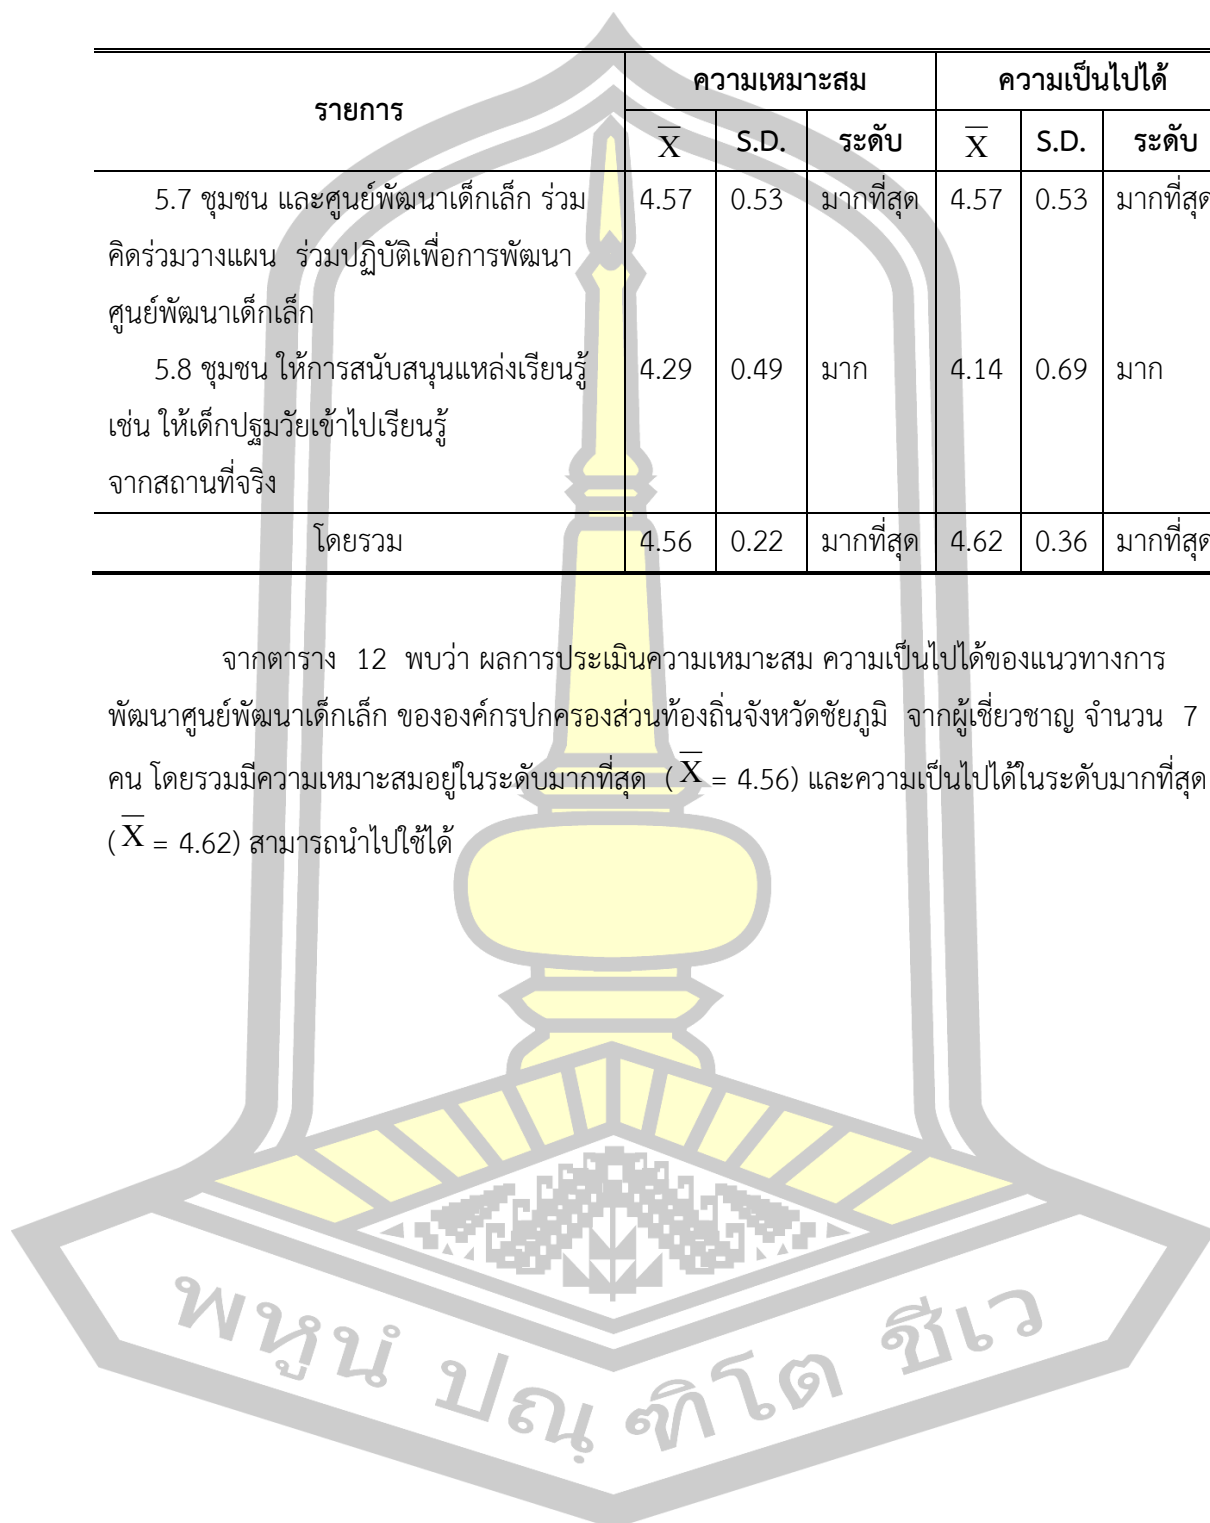 รายการ ความเหมาะสม ความเป็นไปได้
X̅ S.D. ระดับ X̅ S.D. ระดับ
5.7 ชุมชน และศูนย์พัฒนาเด็กเล็ก ร่วม 4.57 0.53 มากที่สุด 4.57 0.53 มากที่สุด
คิดร่วมวางแผน ร่วมปฏิบัติเพื่อการพัฒนา
ศูนย์พัฒนาเด็กเล็ก
5.8 ชุมชน ให้การสนับสนุนแหล่งเรียนรู้ 4.29 0.49 มาก 4.14 0.69 มาก
เช่น ให้เด็กปฐมวัยเข้าไปเรียนรู้
จากสถานที่จริง
โดยรวม 4.56 0.22 มากที่สุด 4.62 0.36 มากที่สุด
จากตาราง 12 พบว่า ผลการประเมินความเหมาะสม ความเป็นไปได้ของแนวทางการ
พัฒนาศูนย์พัฒนาเด็กเล็ก ขององค์กรปกครองส่วนท้องถิ่นจังหวัดชัยภูมิ จากผู้เชี่ยวชาญ จำนวน 7
คน โดยรวมมีความเหมาะสมอยู่ในระดับมากที่สุด ( X̅ = 4.56) และความเป็นไปได้ในระดับมากที่สุด
( X̅ = 4.62) สามารถนำไปใช้ได้
พหูนํ ปณฺฑิโต ชีเว